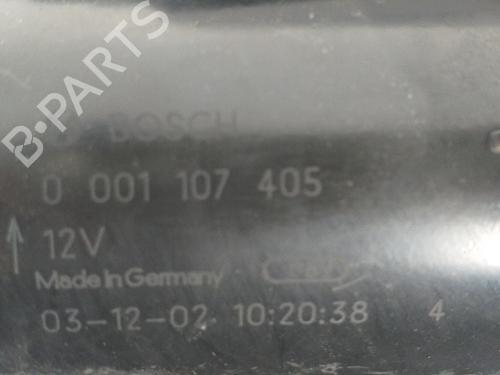 B-PARTS
BOSCH
0 001 107 405
12V
Made in Germany
03-12-02 10:20:38 4